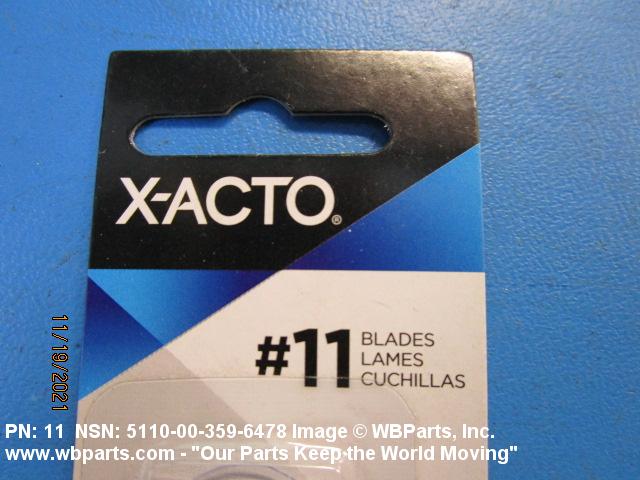 X-ACTO®
#11 BLADES
LAMES
CUCHILLAS
11/19/2021
PN: 11 NSN: 5110-00-359-6478 Image © WBParts, Inc.
www.wbparts.com - "Our Parts Keep the World Moving"